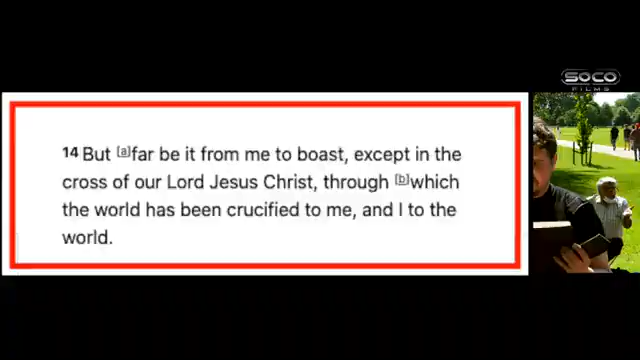 SOCO
FILMS
14 But [a]far be it from me to boast, except in the
cross of our Lord Jesus Christ, through [b]which
the world has been crucified to me, and I to the
world.